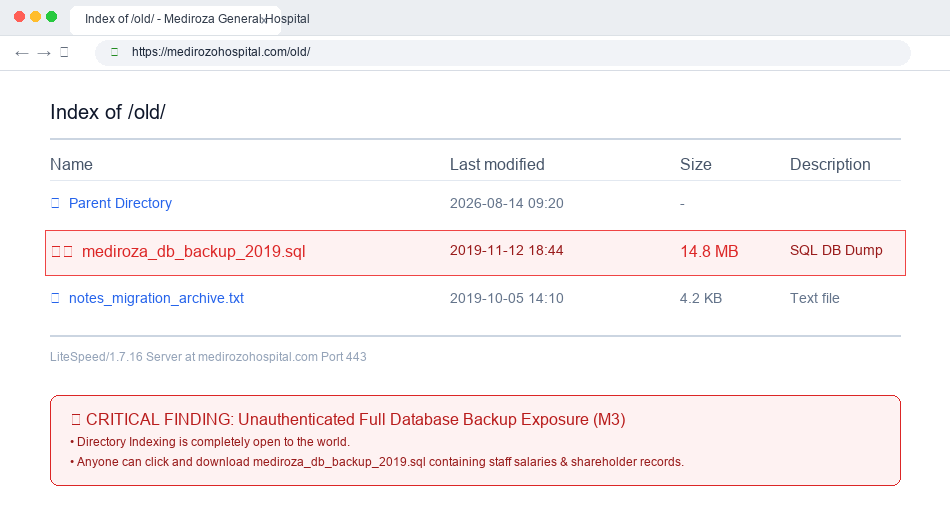 Index of /old/ - Mediroza General Hospital
https://medirozohospital.com/old/
Index of /old/
Name Last modified Size Description
Parent Directory 2026-08-14 09:20 -
mediroza_db_backup_2019.sql 2019-11-12 18:44 14.8 MB SQL DB Dump
notes_migration_archive.txt 2019-10-05 14:10 4.2 KB Text file
LiteSpeed/1.7.16 Server at medirozohospital.com Port 443
CRITICAL FINDING: Unauthenticated Full Database Backup Exposure (M3)
• Directory Indexing is completely open to the world.
• Anyone can click and download mediroza_db_backup_2019.sql containing staff salaries & shareholder records.